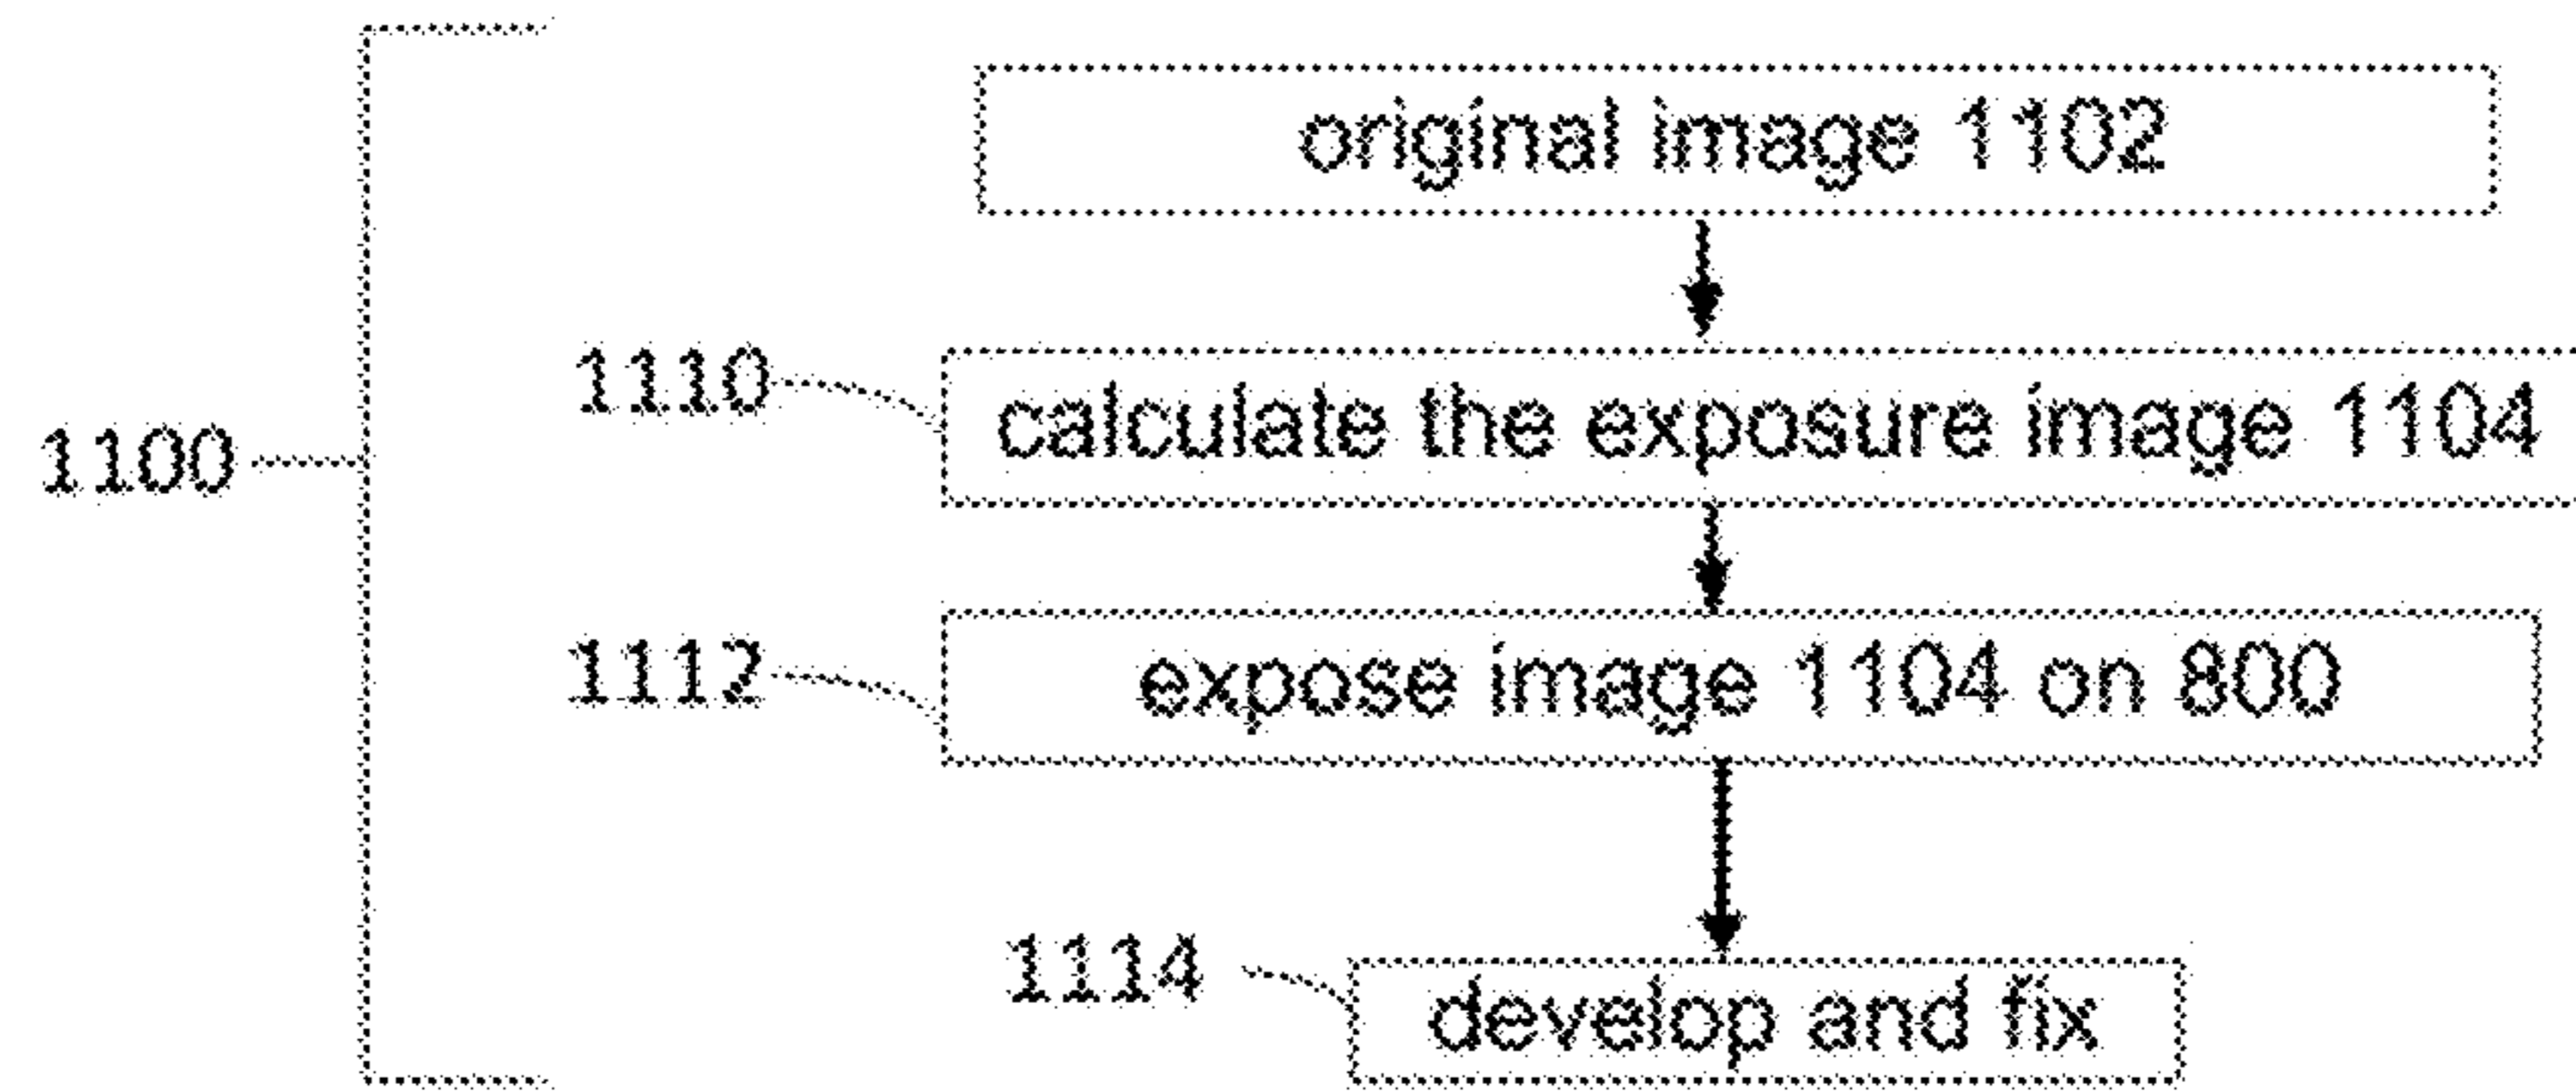 original image 1102
1110
calculate the exposure image 1104
1100
1112
expose image 1104 on 800
1114
develop and fix